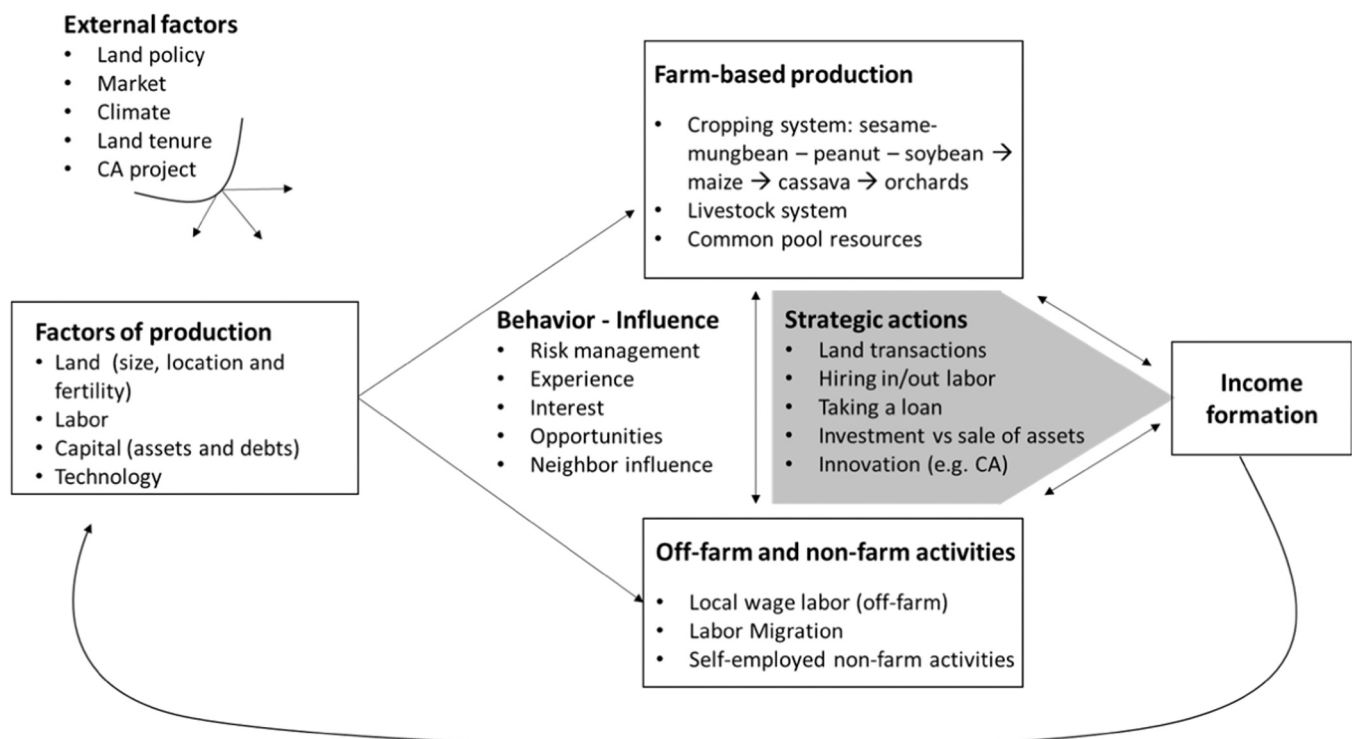 External factors
• Land policy
• Market
• Climate
• Land tenure
• CA project
Farm-based production
• Cropping system: sesame-
mungbean – peanut – soybean →
maize → cassava → orchards
• Livestock system
• Common pool resources
Factors of production
• Land (size, location and
fertility)
• Labor
• Capital (assets and debts)
• Technology
Behavior - Influence
• Risk management
• Experience
• Interest
• Opportunities
• Neighbor influence
Strategic actions
• Land transactions
• Hiring in/out labor
• Taking a loan
• Investment vs sale of assets
• Innovation (e.g. CA)
Income
formation
Off-farm and non-farm activities
• Local wage labor (off-farm)
• Labor Migration
• Self-employed non-farm activities